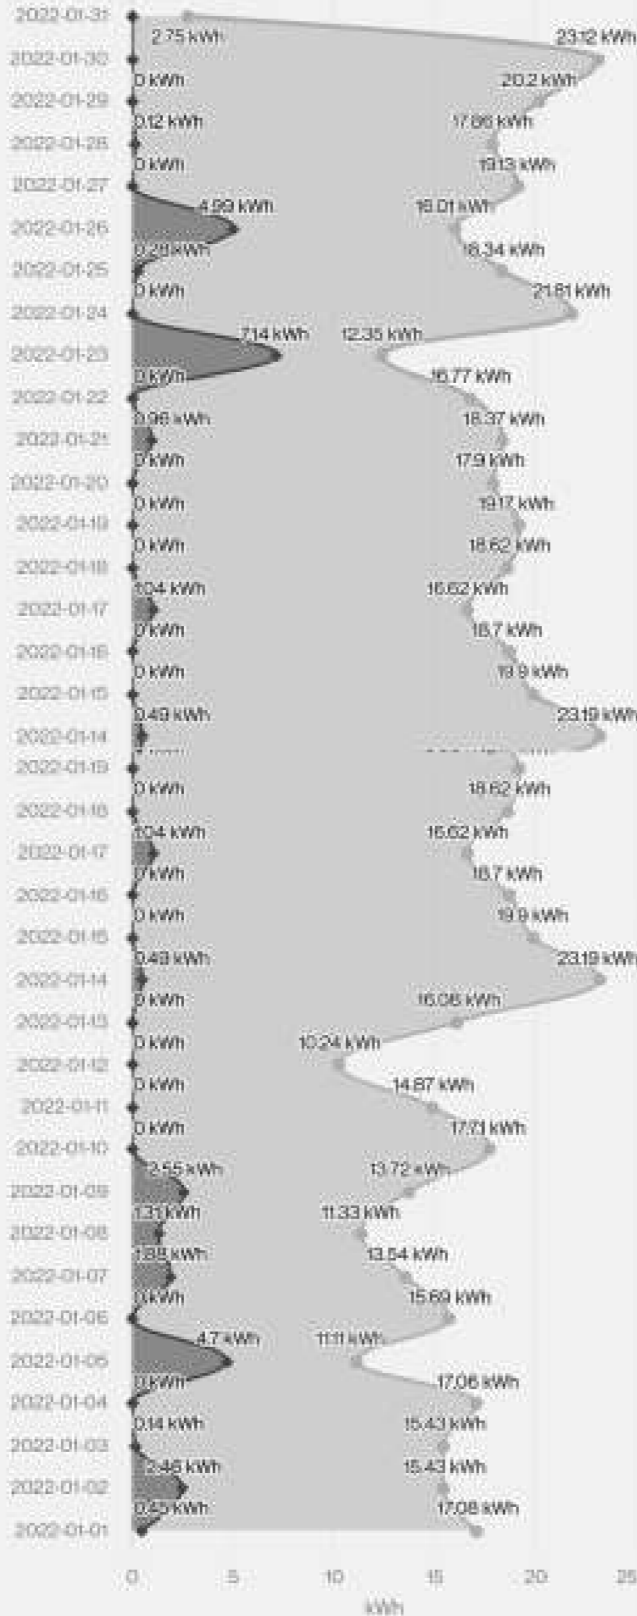 2022-01-31
2.75 kWh 23.12 kWh
2022-01-30
0 kWh 20.2 kWh
2022-01-29
0.12 kWh 17.86 kWh
2022-01-28
0 kWh 19.13 kWh
2022-01-27
4.99 kWh 16.01 kWh
2022-01-26
0.28 kWh 18.34 kWh
2022-01-25
0 kWh 21.81 kWh
2022-01-24
7.14 kWh 12.35 kWh
2022-01-23
0 kWh 16.77 kWh
2022-01-22
0.96 kWh 18.37 kWh
2022-01-21
0 kWh 17.9 kWh
2022-01-20
0 kWh 19.17 kWh
2022-01-19
0 kWh 18.62 kWh
2022-01-18
1.04 kWh 16.62 kWh
2022-01-17
0 kWh 18.7 kWh
2022-01-16
0 kWh 19.9 kWh
2022-01-15
0.49 kWh 23.19 kWh
2022-01-14
2022-01-19
0 kWh 18.62 kWh
2022-01-18
1.04 kWh 16.62 kWh
2022-01-17
0 kWh 18.7 kWh
2022-01-16
0 kWh 19.9 kWh
2022-01-15
0.49 kWh 23.19 kWh
2022-01-14
0 kWh 16.08 kWh
2022-01-13
0 kWh 10.24 kWh
2022-01-12
0 kWh 14.87 kWh
2022-01-11
0 kWh 17.71 kWh
2022-01-10
2.55 kWh 13.72 kWh
2022-01-09
1.31 kWh 11.33 kWh
2022-01-08
1.88 kWh 13.54 kWh
2022-01-07
0 kWh 15.69 kWh
2022-01-06
4.7 kWh 11.11 kWh
2022-01-05
0 kWh 17.06 kWh
2022-01-04
0.14 kWh 15.43 kWh
2022-01-03
2.46 kWh 15.43 kWh
2022-01-02
0.45 kWh 17.08 kWh
2022-01-01
0 5 10 15 20 25
kWh